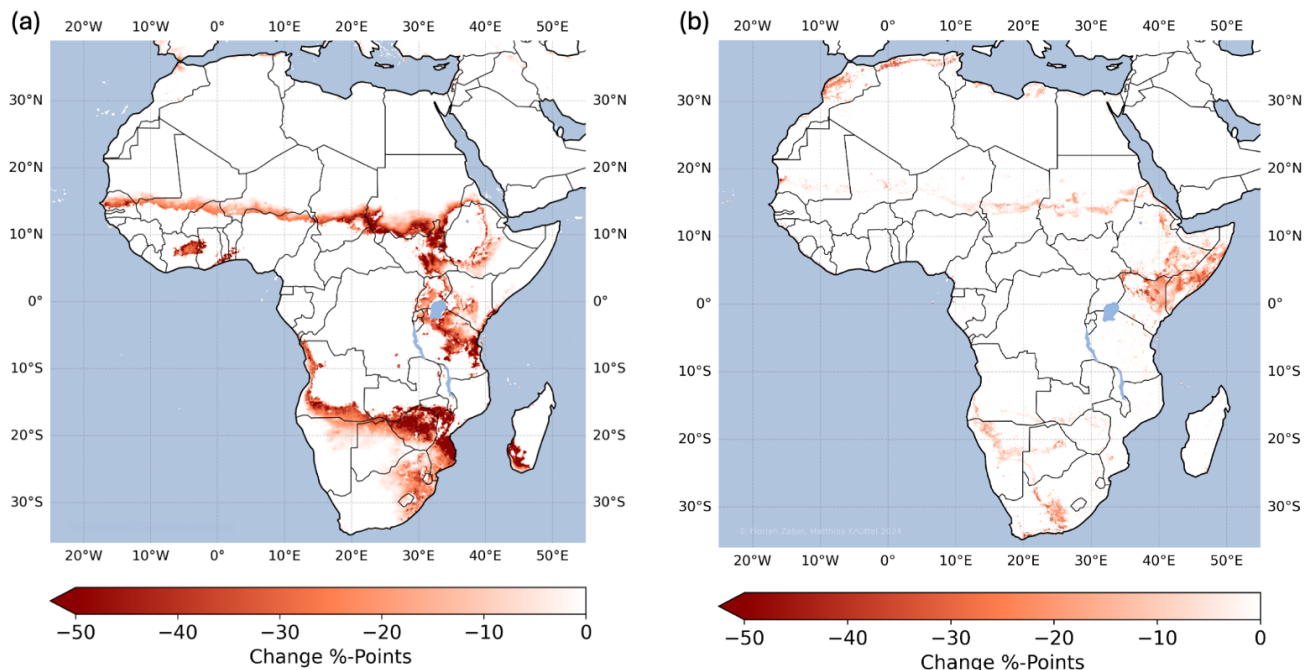 (a)
20°W 10°W 0° 10°E 20°E 30°E 40°E 50°E
30°N 30°N
20°N 20°N
10°N 10°N
0° 0°
10°S 10°S
20°S 20°S
30°S 30°S
20°W 10°W 0° 10°E 20°E 30°E 40°E 50°E
−50 −40 −30 −20 −10 0
Change %-Points
(b)
20°W 10°W 0° 10°E 20°E 30°E 40°E 50°E
30°N 30°N
20°N 20°N
10°N 10°N
0° 0°
10°S 10°S
20°S 20°S
30°S 30°S
© Florian Zabel, Matthias Knüttel 2024
20°W 10°W 0° 10°E 20°E 30°E 40°E 50°E
−50 −40 −30 −20 −10 0
Change %-Points